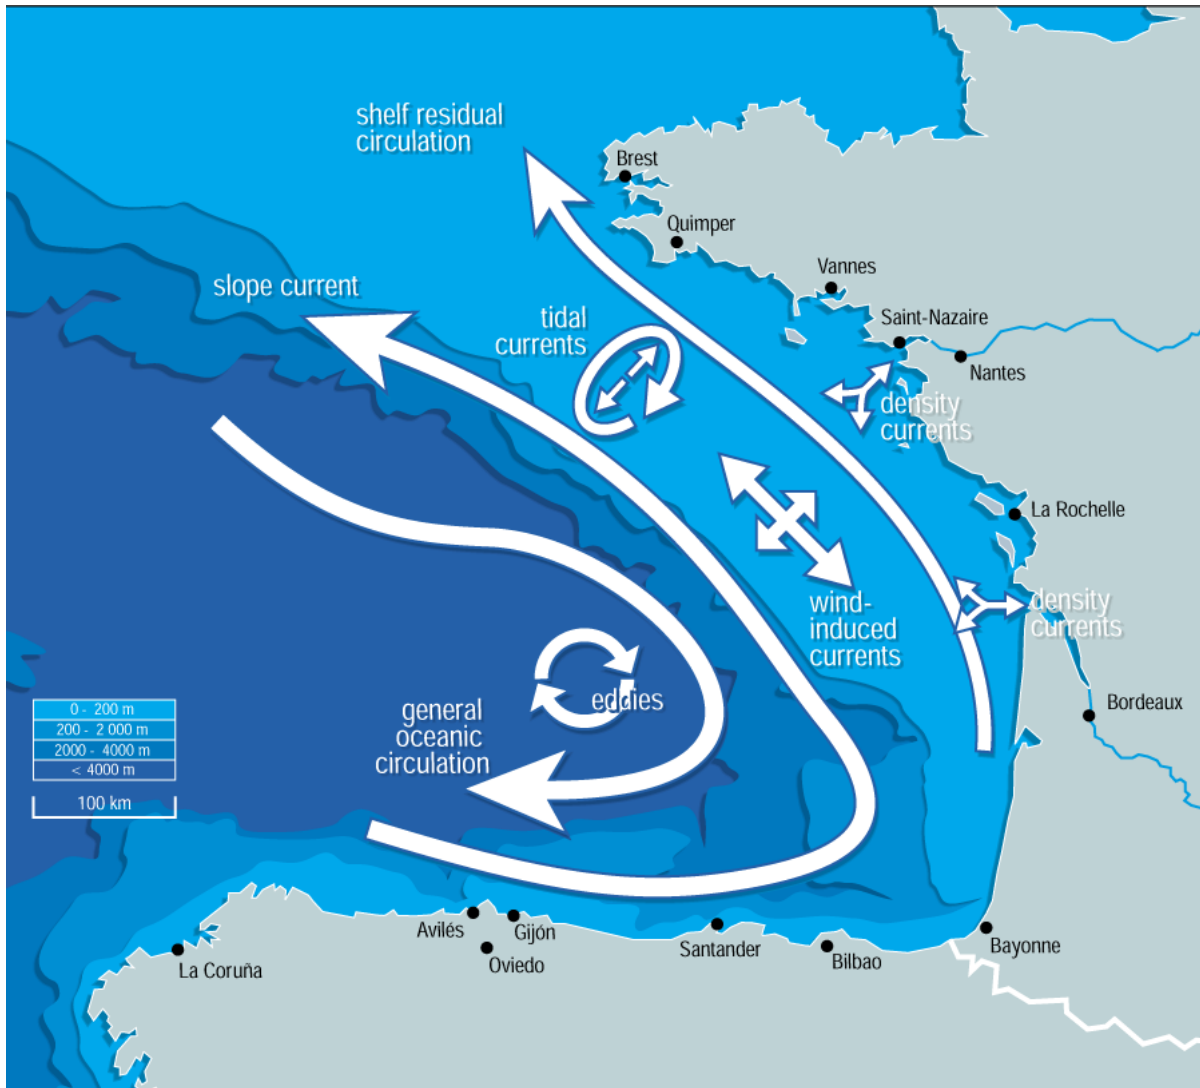 shelf residual
circulation
Brest
Quimper
Vannes
slope current
tidal
currents
Saint-Nazaire
Nantes
density
currents
La Rochelle
wind-
induced
currents
density
currents
eddies
general
oceanic
circulation
Bordeaux
0 - 200 m
200 - 2 000 m
2000 - 4000 m
< 4000 m
100 km
Avilés
Gijón
Oviedo
Santander
Bilbao
Bayonne
La Coruña